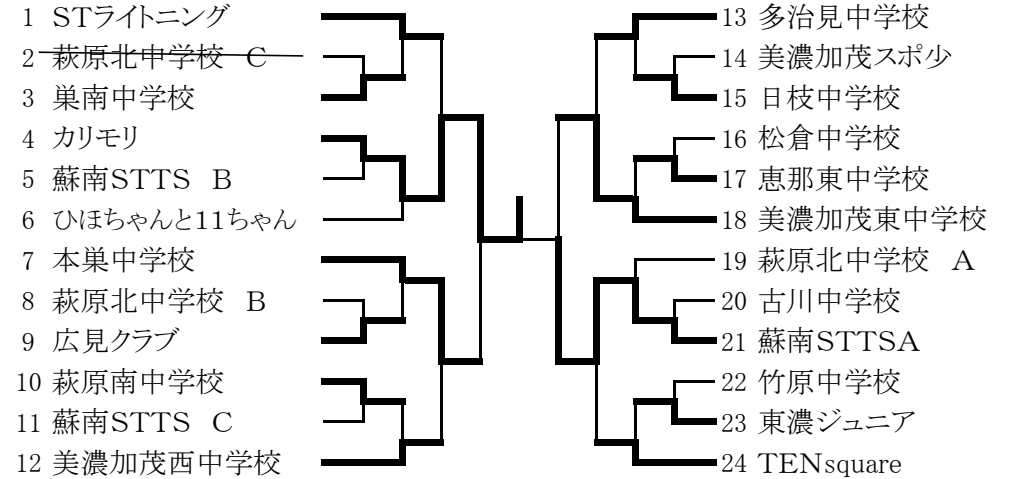 1 STライトニング
2 萩原北中学校 C
3 巣南中学校
4 カリモリ
5 蘇南STTS B
6 ひほちゃんと11ちゃん
7 本巣中学校
8 萩原北中学校 B
9 広見クラブ
10 萩原南中学校
11 蘇南STTS C
12 美濃加茂西中学校
13 多治見中学校
14 美濃加茂スポ少
15 日枝中学校
16 松倉中学校
17 恵那東中学校
18 美濃加茂東中学校
19 萩原北中学校 A
20 古川中学校
21 蘇南STTSA
22 竹原中学校
23 東濃ジュニア
24 TENsquare